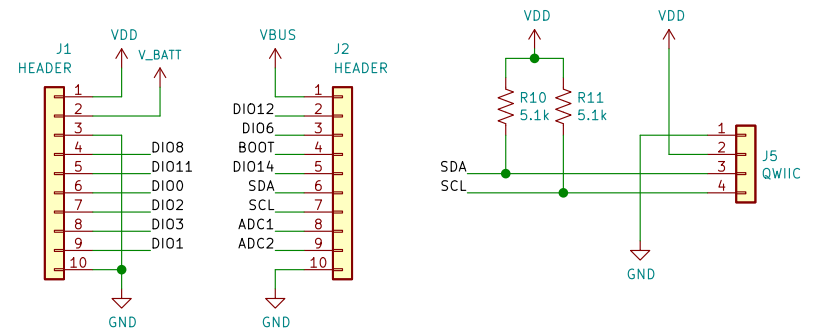 J1
HEADER
VDD
V_BATT
1
2
3
4
5
6
7
8
9
10
DIO8
DIO11
DIO0
DIO2
DIO3
DIO1
GND
VBUS
J2
HEADER
DIO12
DIO6
BOOT
DIO14
SDA
SCL
ADC1
ADC2
1
2
3
4
5
6
7
8
9
10
GND
VDD
VDD
R10
5.1k
R11
5.1k
SDA
SCL
1
2
3
4
J5
QWIIC
GND